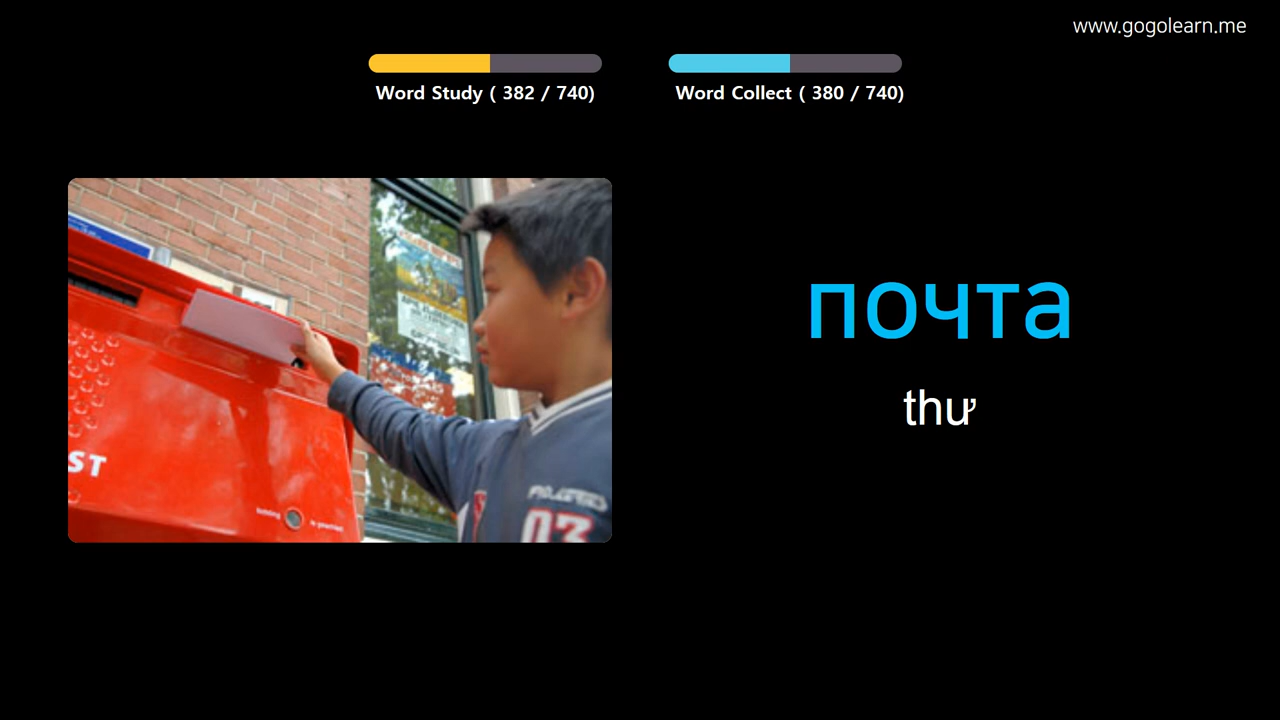 www.gogolearn.me
Word Study ( 382 / 740)
Word Collect ( 380 / 740)
ST
03
почта
thư